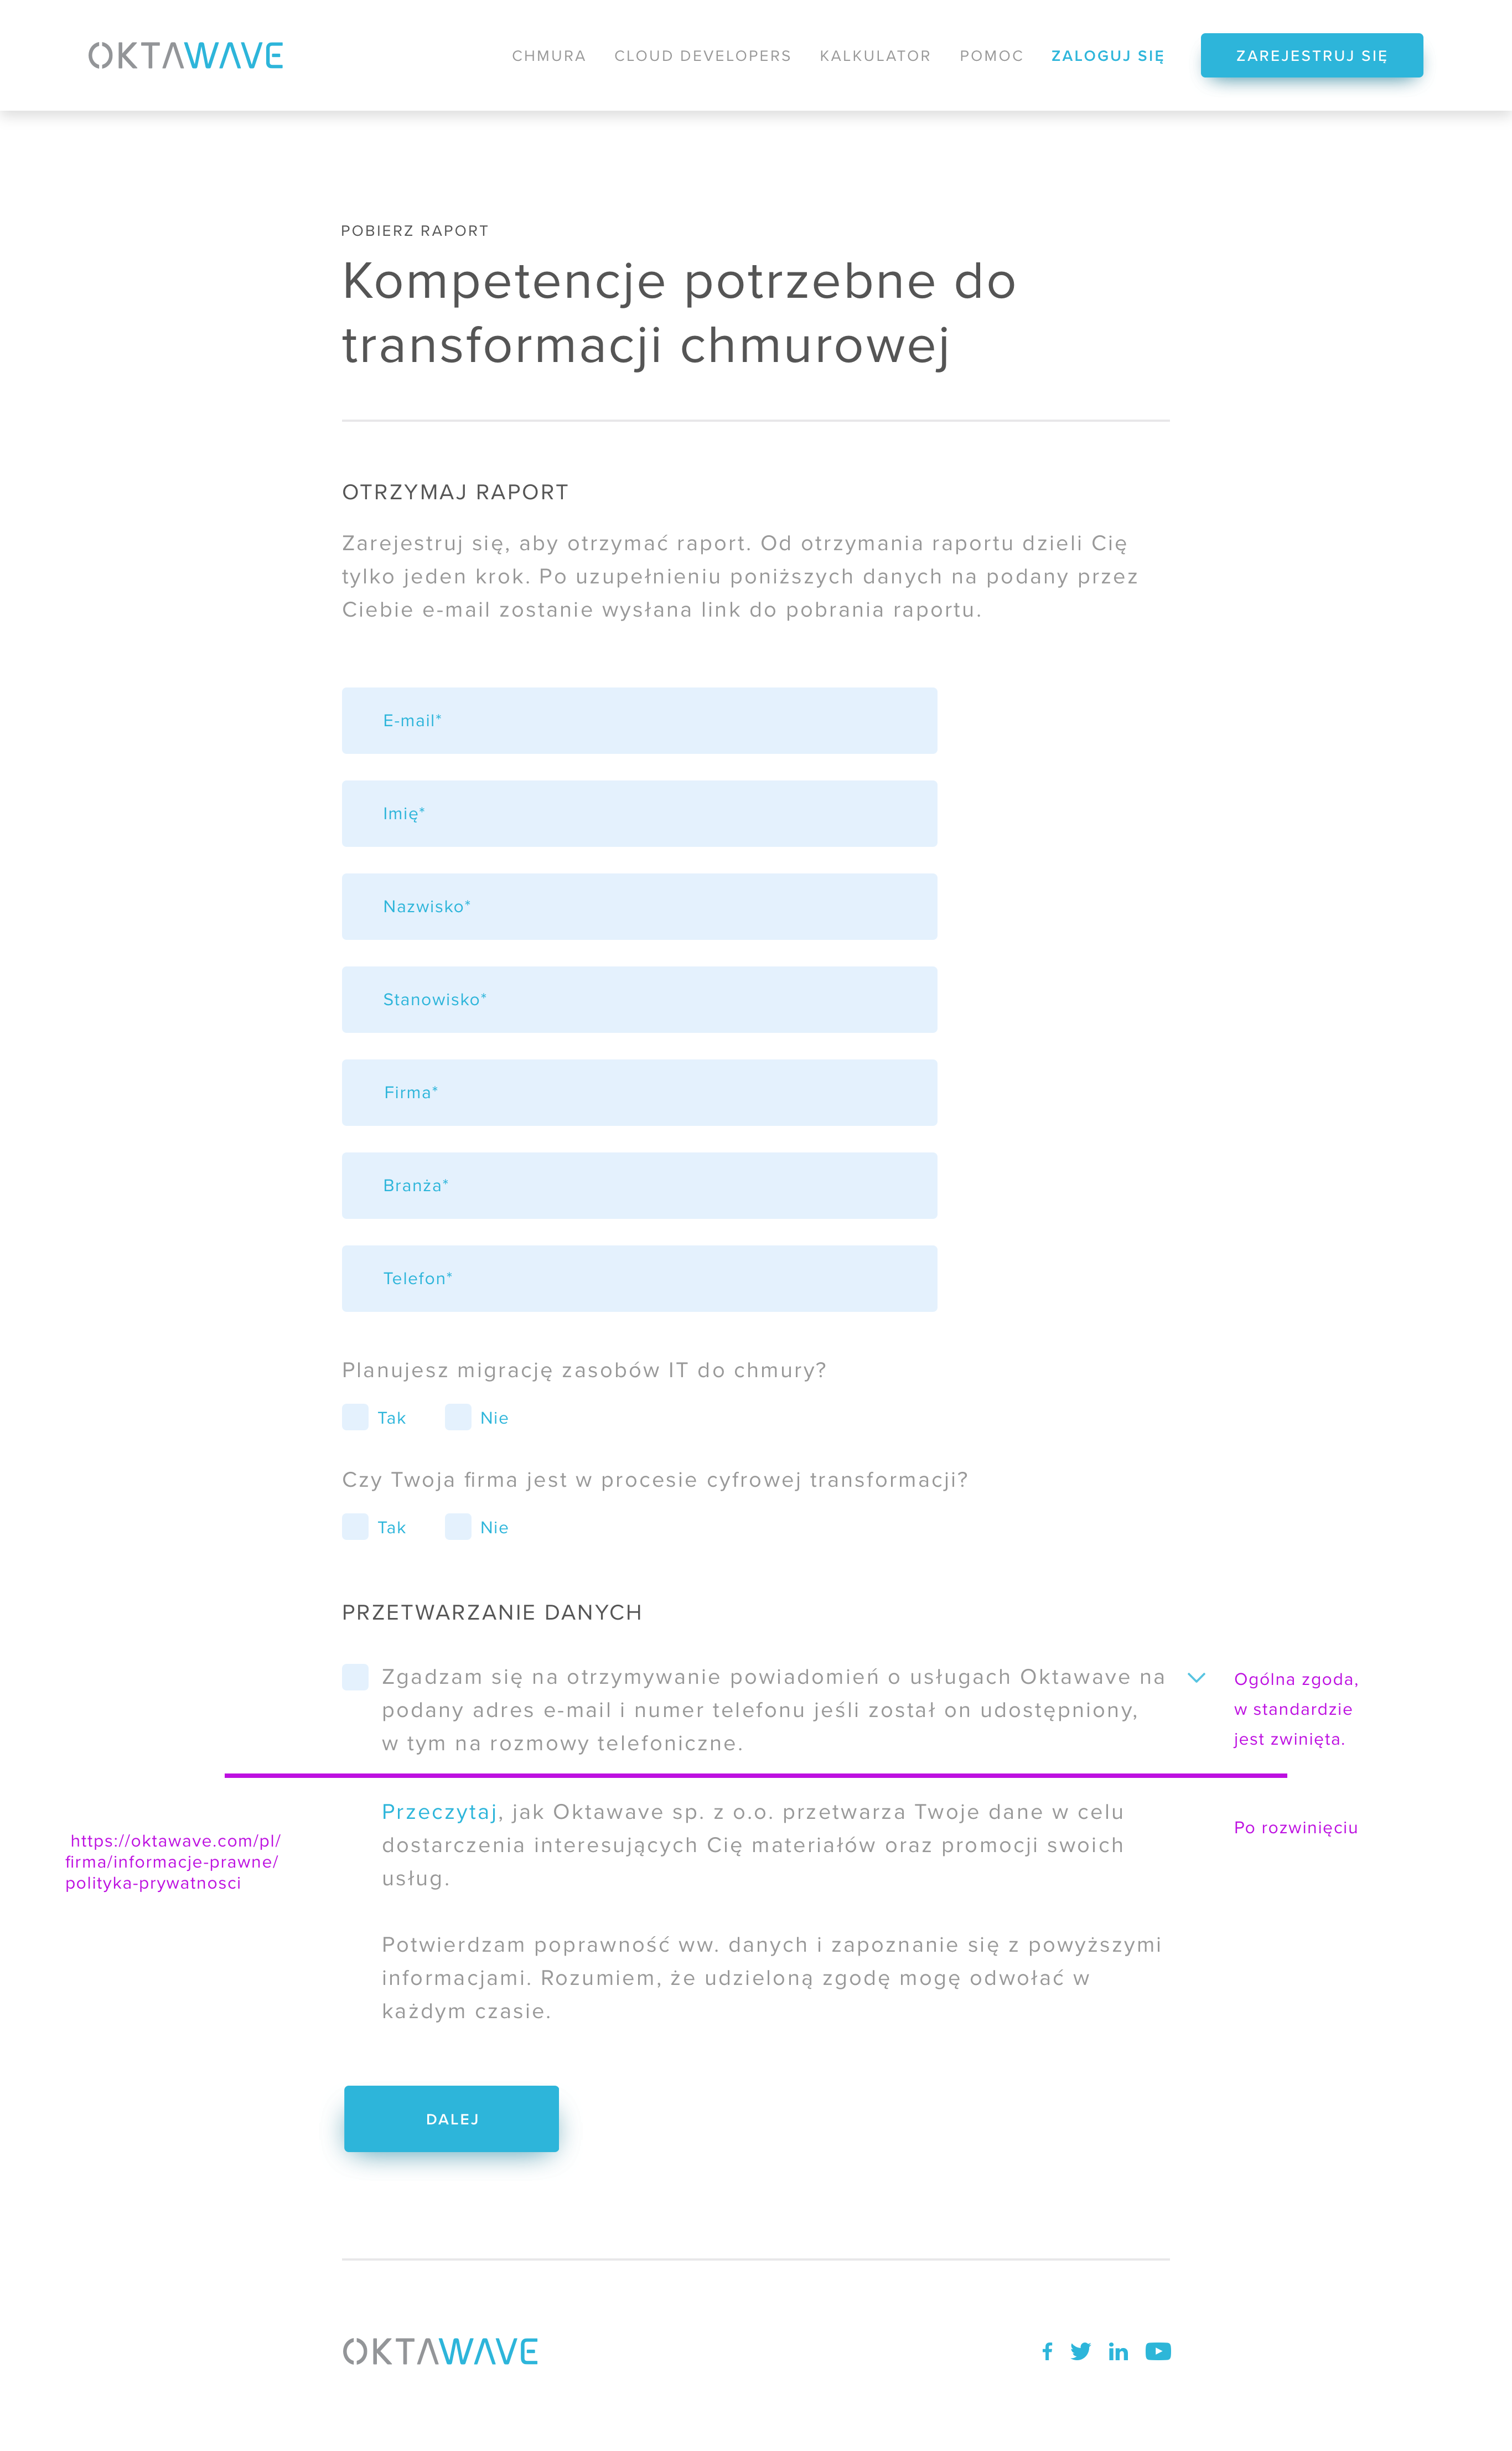 OKTAWAVE
CHMURA CLOUD DEVELOPERS KALKULATOR POMOC ZALOGUJ SIĘ ZAREJESTRUJ SIĘ
POBIERZ RAPORT
Kompetencje potrzebne do
transformacji chmurowej
OTRZYMAJ RAPORT
Zarejestruj się, aby otrzymać raport. Od otrzymania raportu dzieli Cię
tylko jeden krok. Po uzupełnieniu poniższych danych na podany przez
Ciebie e-mail zostanie wysłana link do pobrania raportu.
E-mail*
Imię*
Nazwisko*
Stanowisko*
Firma*
Branża*
Telefon*
Planujesz migrację zasobów IT do chmury?
Tak Nie
Czy Twoja firma jest w procesie cyfrowej transformacji?
Tak Nie
PRZETWARZANIE DANYCH
Zgadzam się na otrzymywanie powiadomień o usługach Oktawave na
podany adres e-mail i numer telefonu jeśli został on udostępniony,
w tym na rozmowy telefoniczne.
Ogólna zgoda,
w standardzie
jest zwinięta.
Przeczytaj, jak Oktawave sp. z o.o. przetwarza Twoje dane w celu
dostarczenia interesujących Cię materiałów oraz promocji swoich
usług.
Po rozwinięciu
https://oktawave.com/pl/
firma/informacje-prawne/
polityka-prywatnosci
Potwierdzam poprawność ww. danych i zapoznanie się z powyższymi
informacjami. Rozumiem, że udzieloną zgodę mogę odwołać w
każdym czasie.
DALEJ
OKTAWAVE